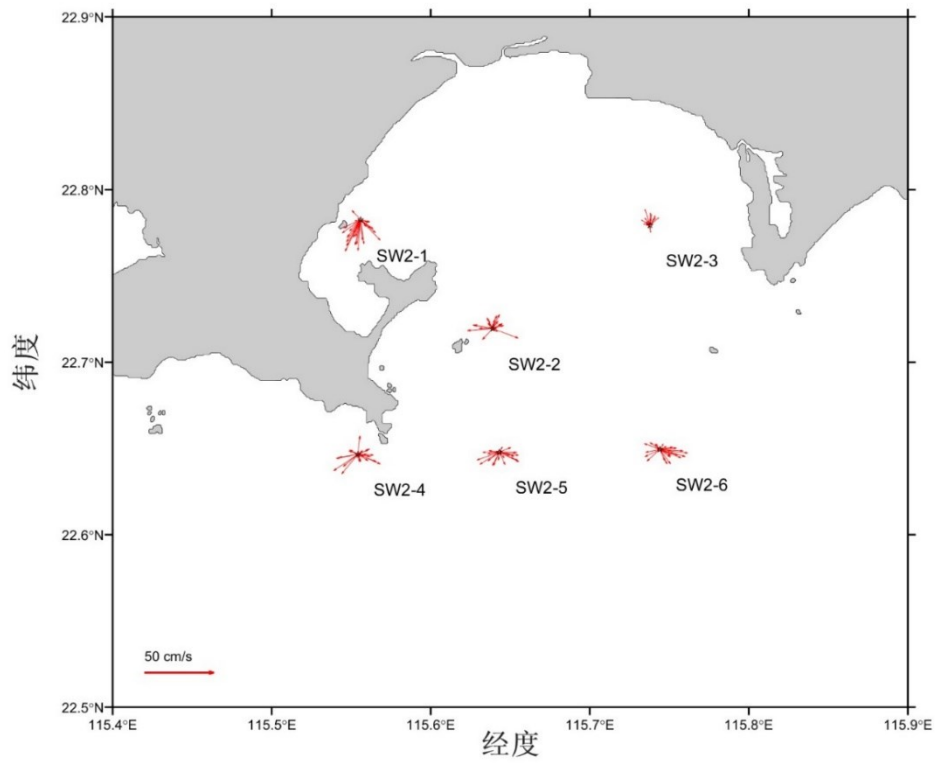 22.9°N
22.8°N
SW2-1
SW2-3
纬度
22.7°N
SW2-2
SW2-4
SW2-5
SW2-6
22.6°N
50 cm/s
22.5°N
115.4°E
115.5°E
115.6°E
115.7°E
115.8°E
115.9°E
经度